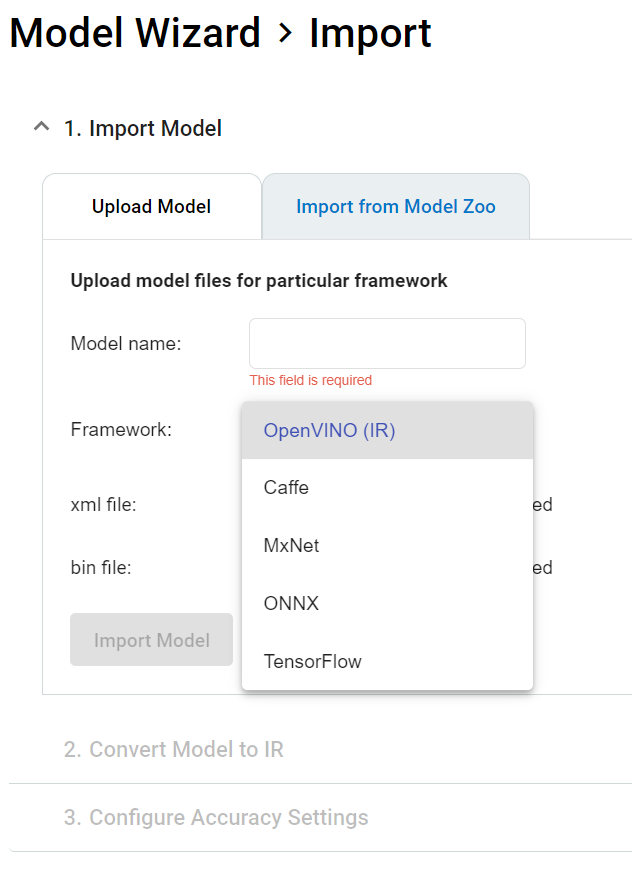 Model Wizard > Import
1. Import Model
Upload Model
Import from Model Zoo
Upload model files for particular framework
Model name:
This field is required
Framework:
OpenVINO (IR)
Caffe
xml file:
ed
MxNet
bin file:
ed
ONNX
Import Model
TensorFlow
2. Convert Model to IR
3. Configure Accuracy Settings